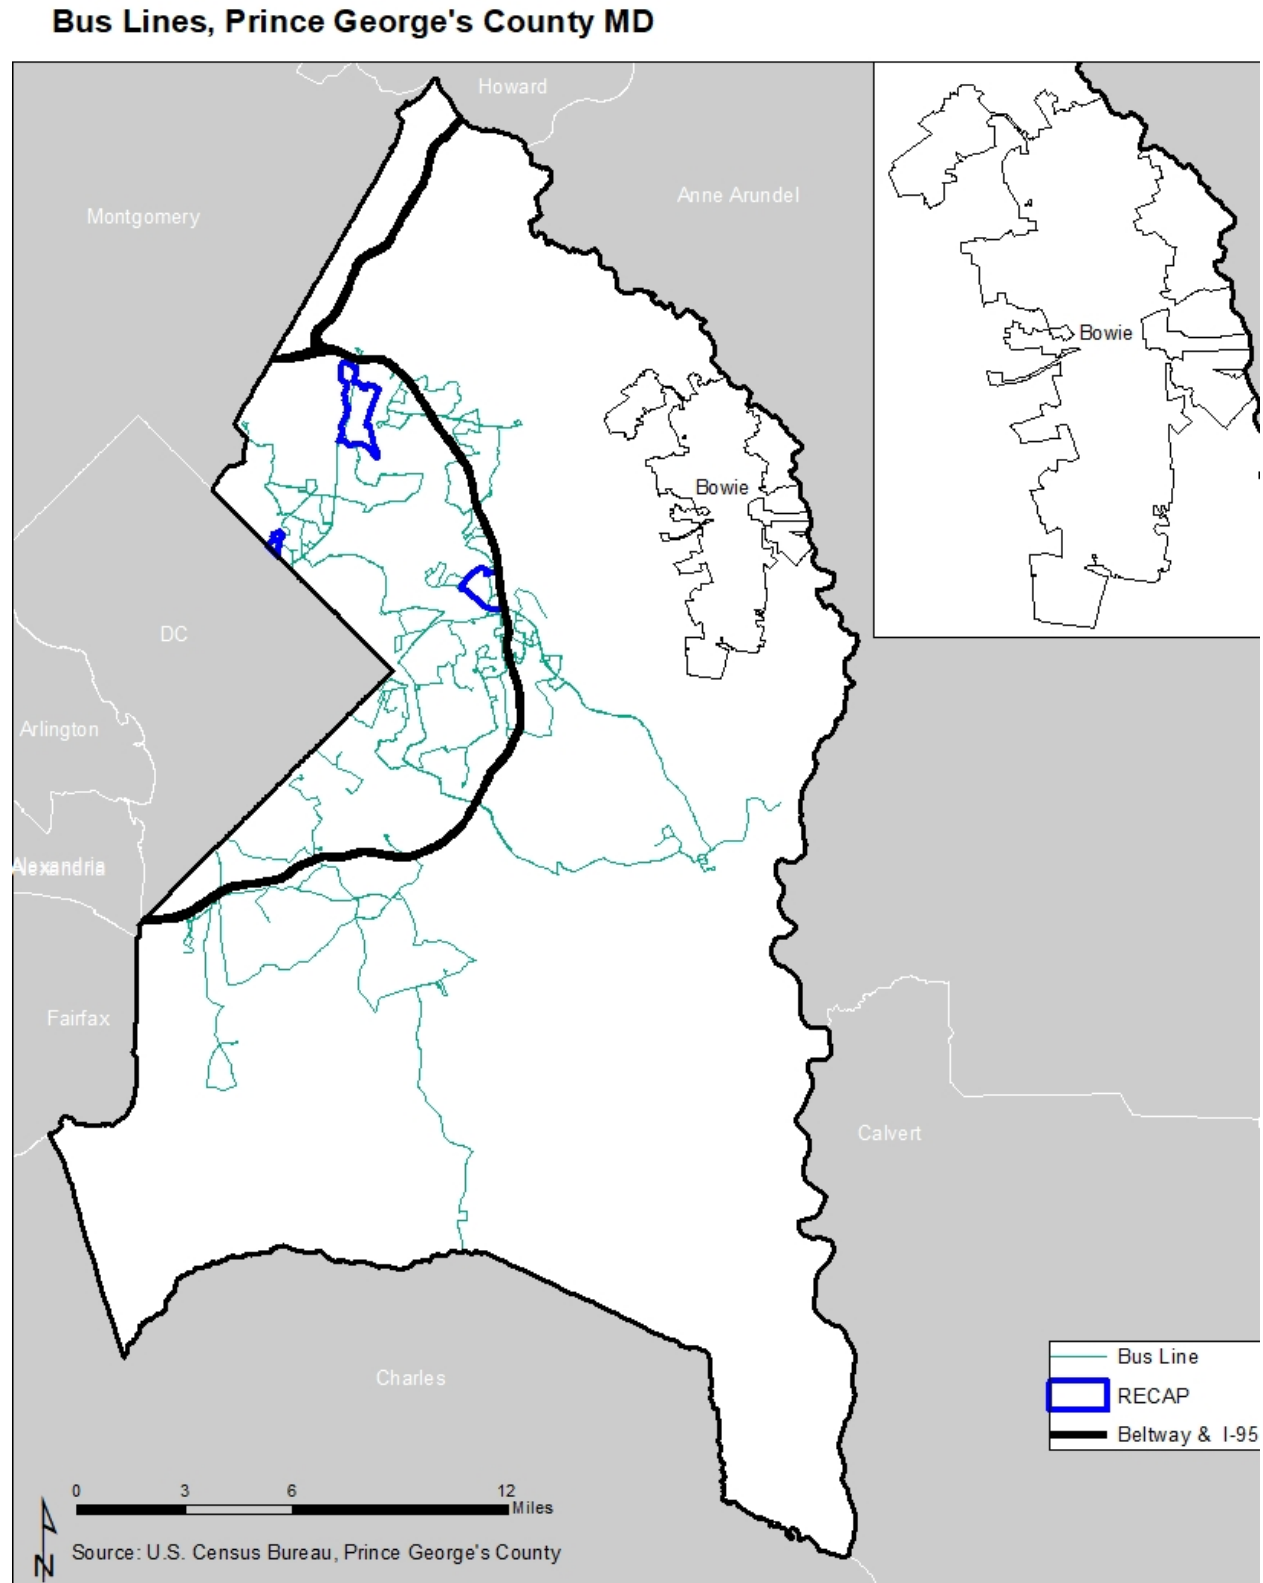 Bus Lines, Prince George's County MD
Howard
Anne Arundel
Montgomery
Bowie
Bowie
DC
Arlington
Alexandria
Alexandria
Fairfax
Calvert
Charles
Bus Line
RECAP
Beltway & I-95
0 3 6 12
Miles
N
Source: U.S. Census Bureau, Prince George's County